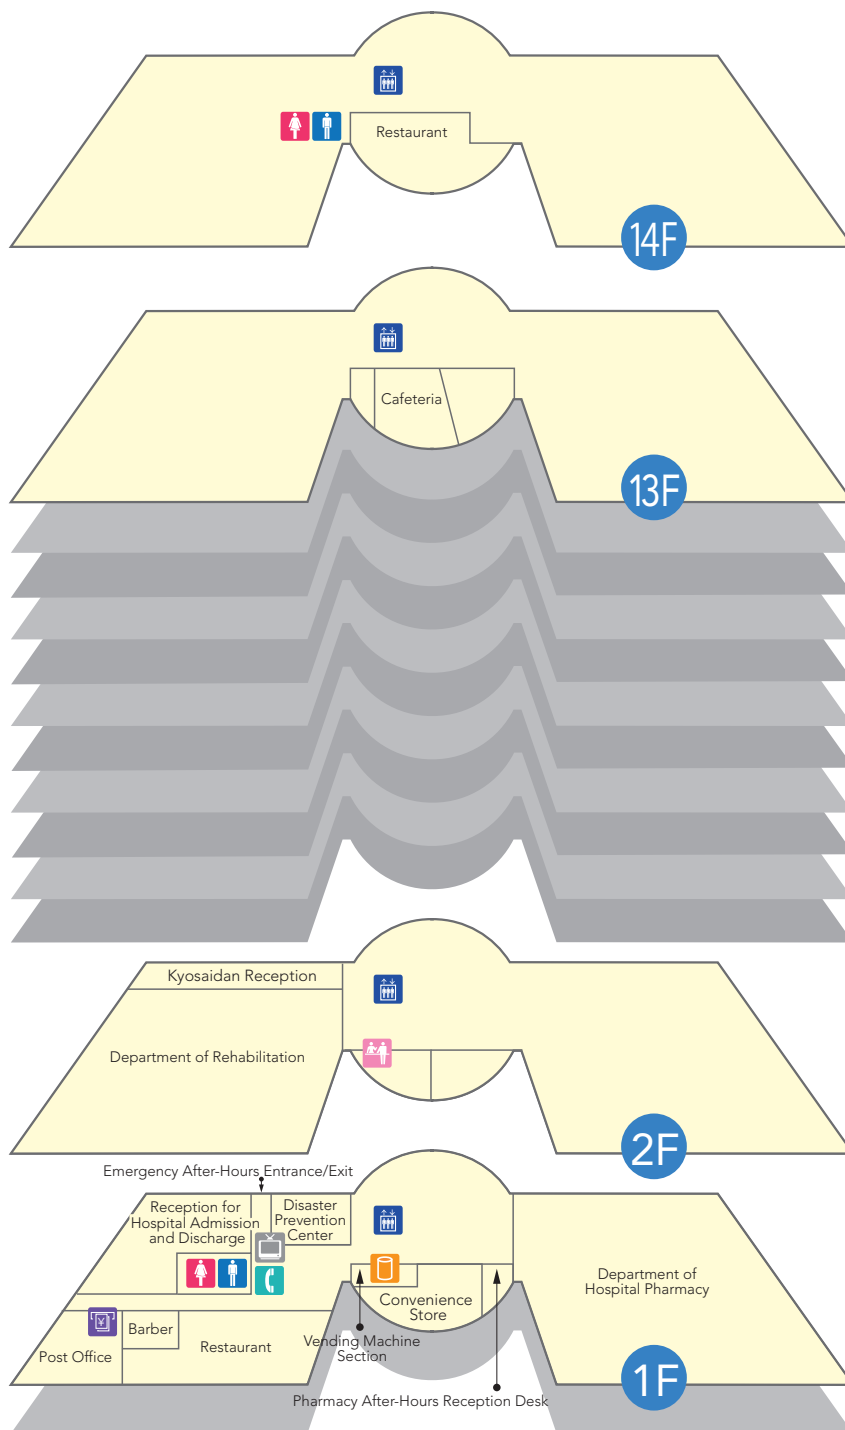 Restaurant
14F
Cafeteria
13F
Kyosaidan Reception
Department of Rehabilitation
2F
Emergency After-Hours Entrance/Exit
Reception for
Hospital Admission
and Discharge
Disaster
Prevention
Center
Department of
Hospital Pharmacy
Convenience
Store
¥
Post Office
Barber
Restaurant
Vending Machine
Section
1F
Pharmacy After-Hours Reception Desk